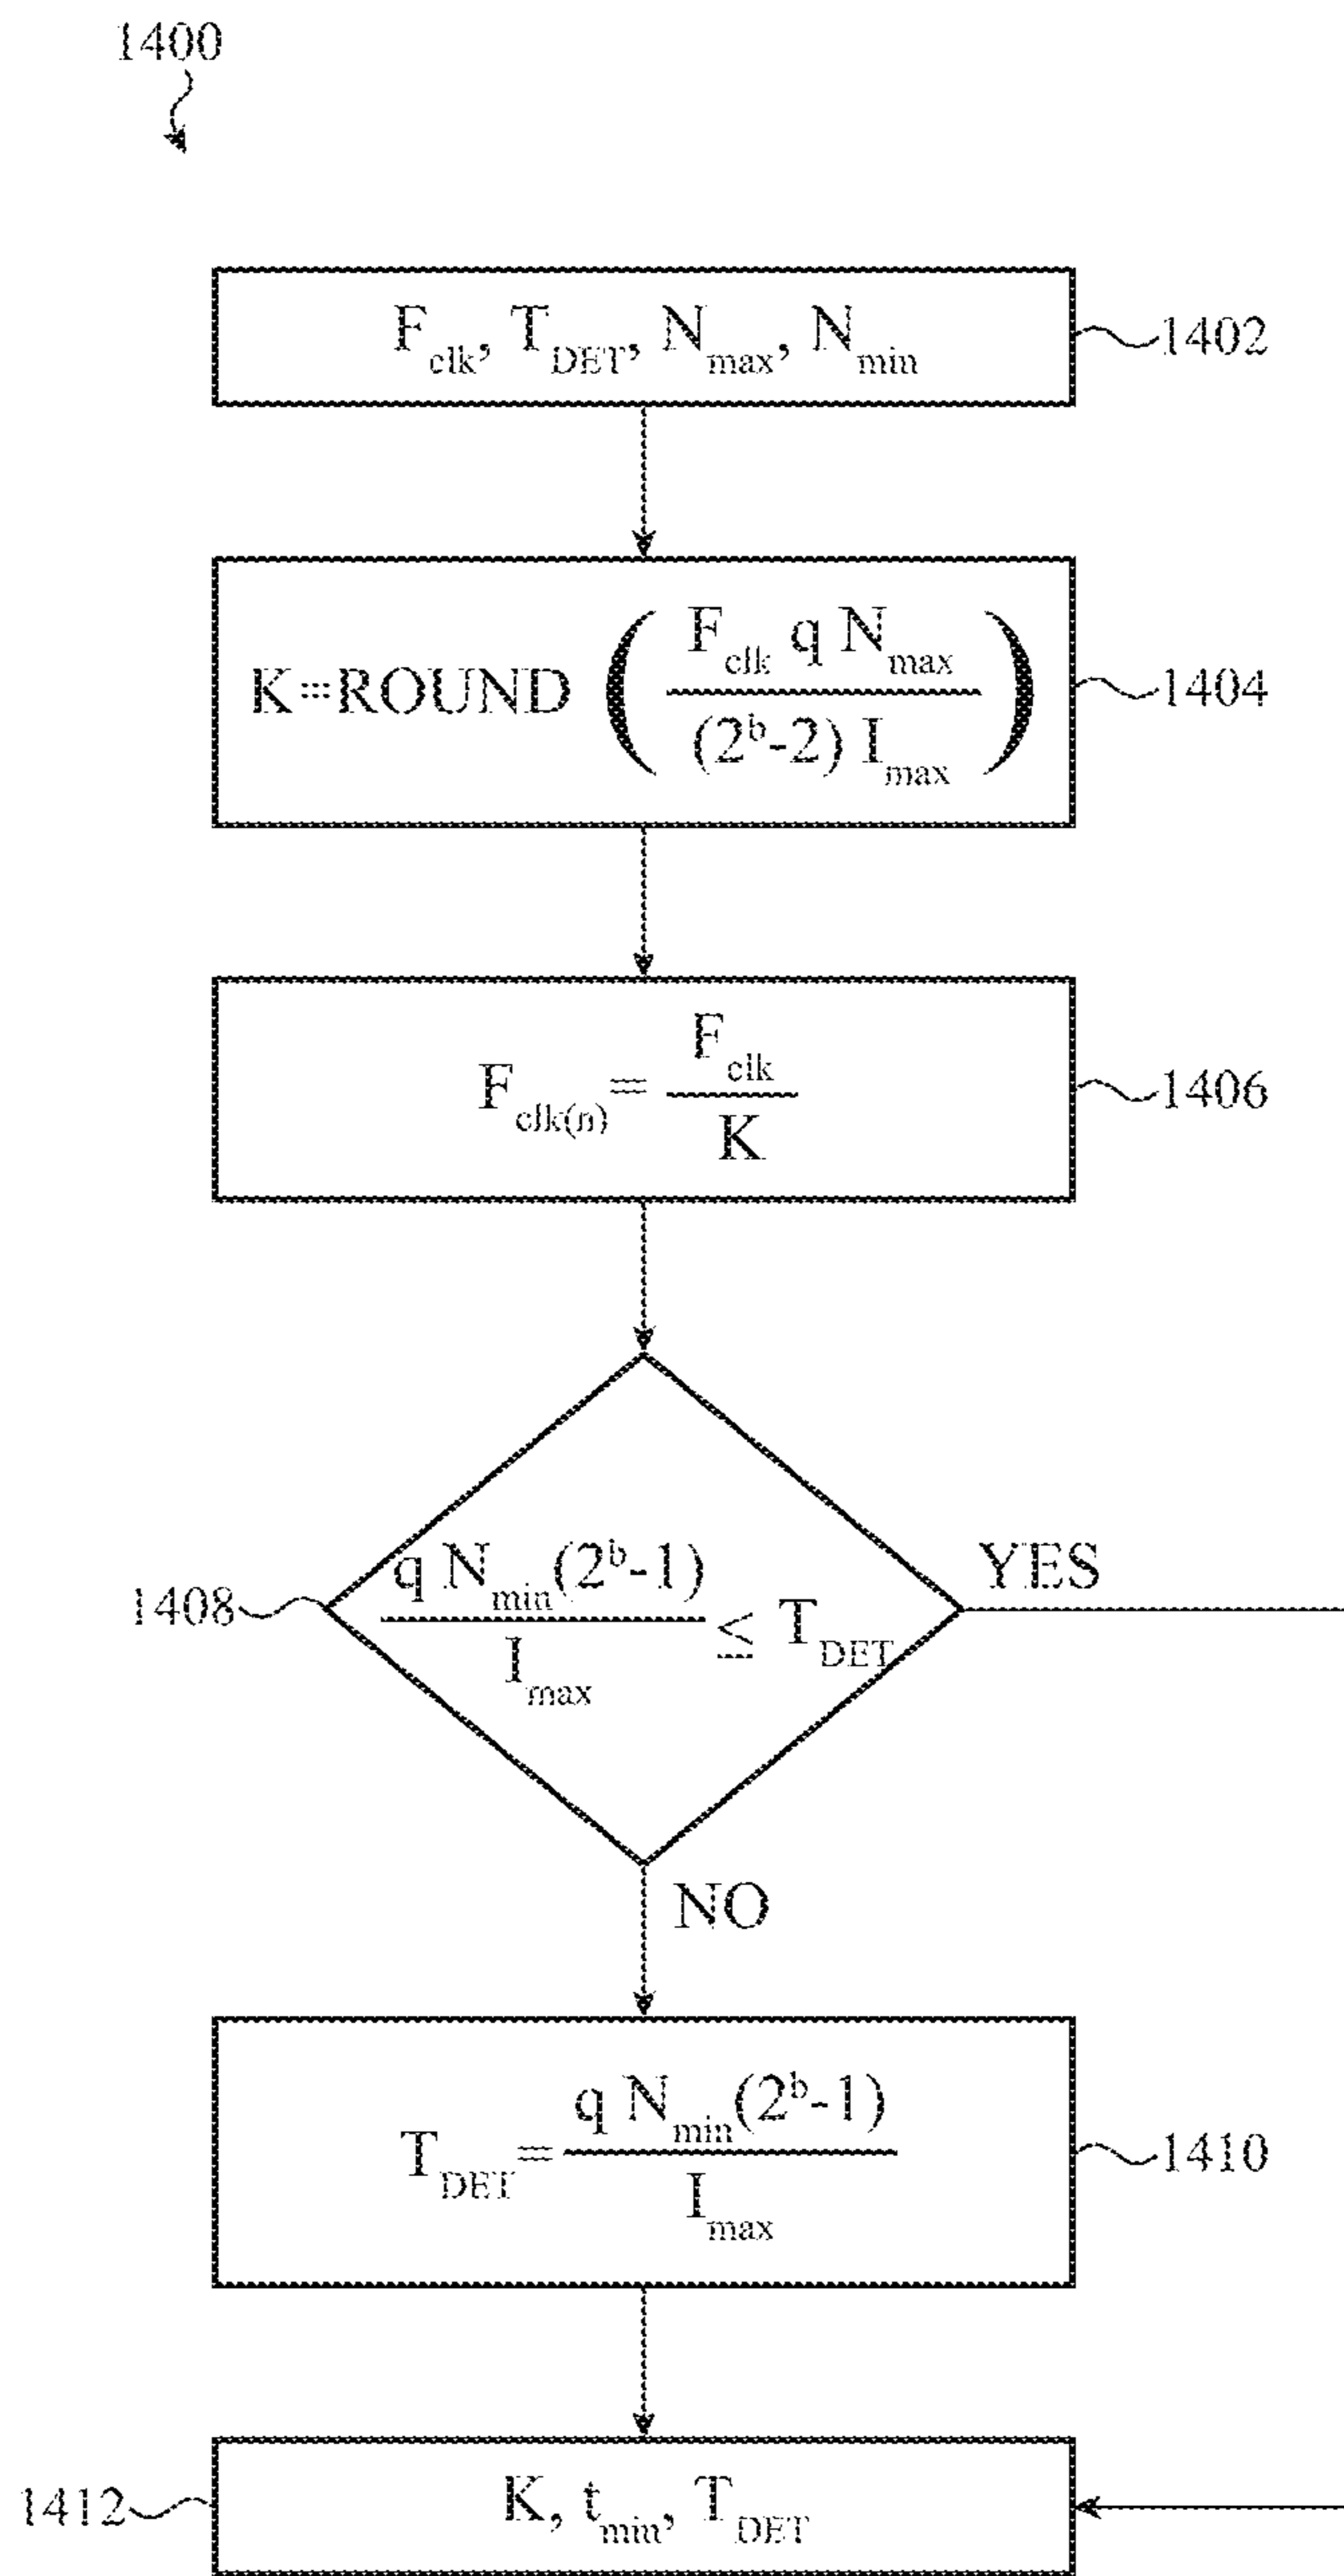 1400
F_clk, T_DET, N_max, N_min
1402
K=ROUND ( F_clk q N_max / (2^b-2) I_max )
1404
F_clk(n) = F_clk / K
1406
q N_min(2^b-1) / I_max ≤ T_DET
1408
YES
NO
T_DET = q N_min(2^b-1) / I_max
1410
K, t_min, T_DET
1412